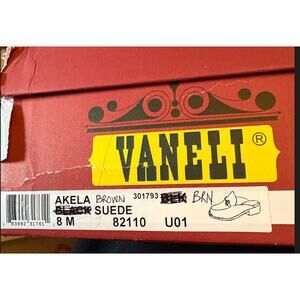 VANELI®
AKELA BROWN 301793 BLK BRN
BLACK SUEDE
8 M 82110 U01